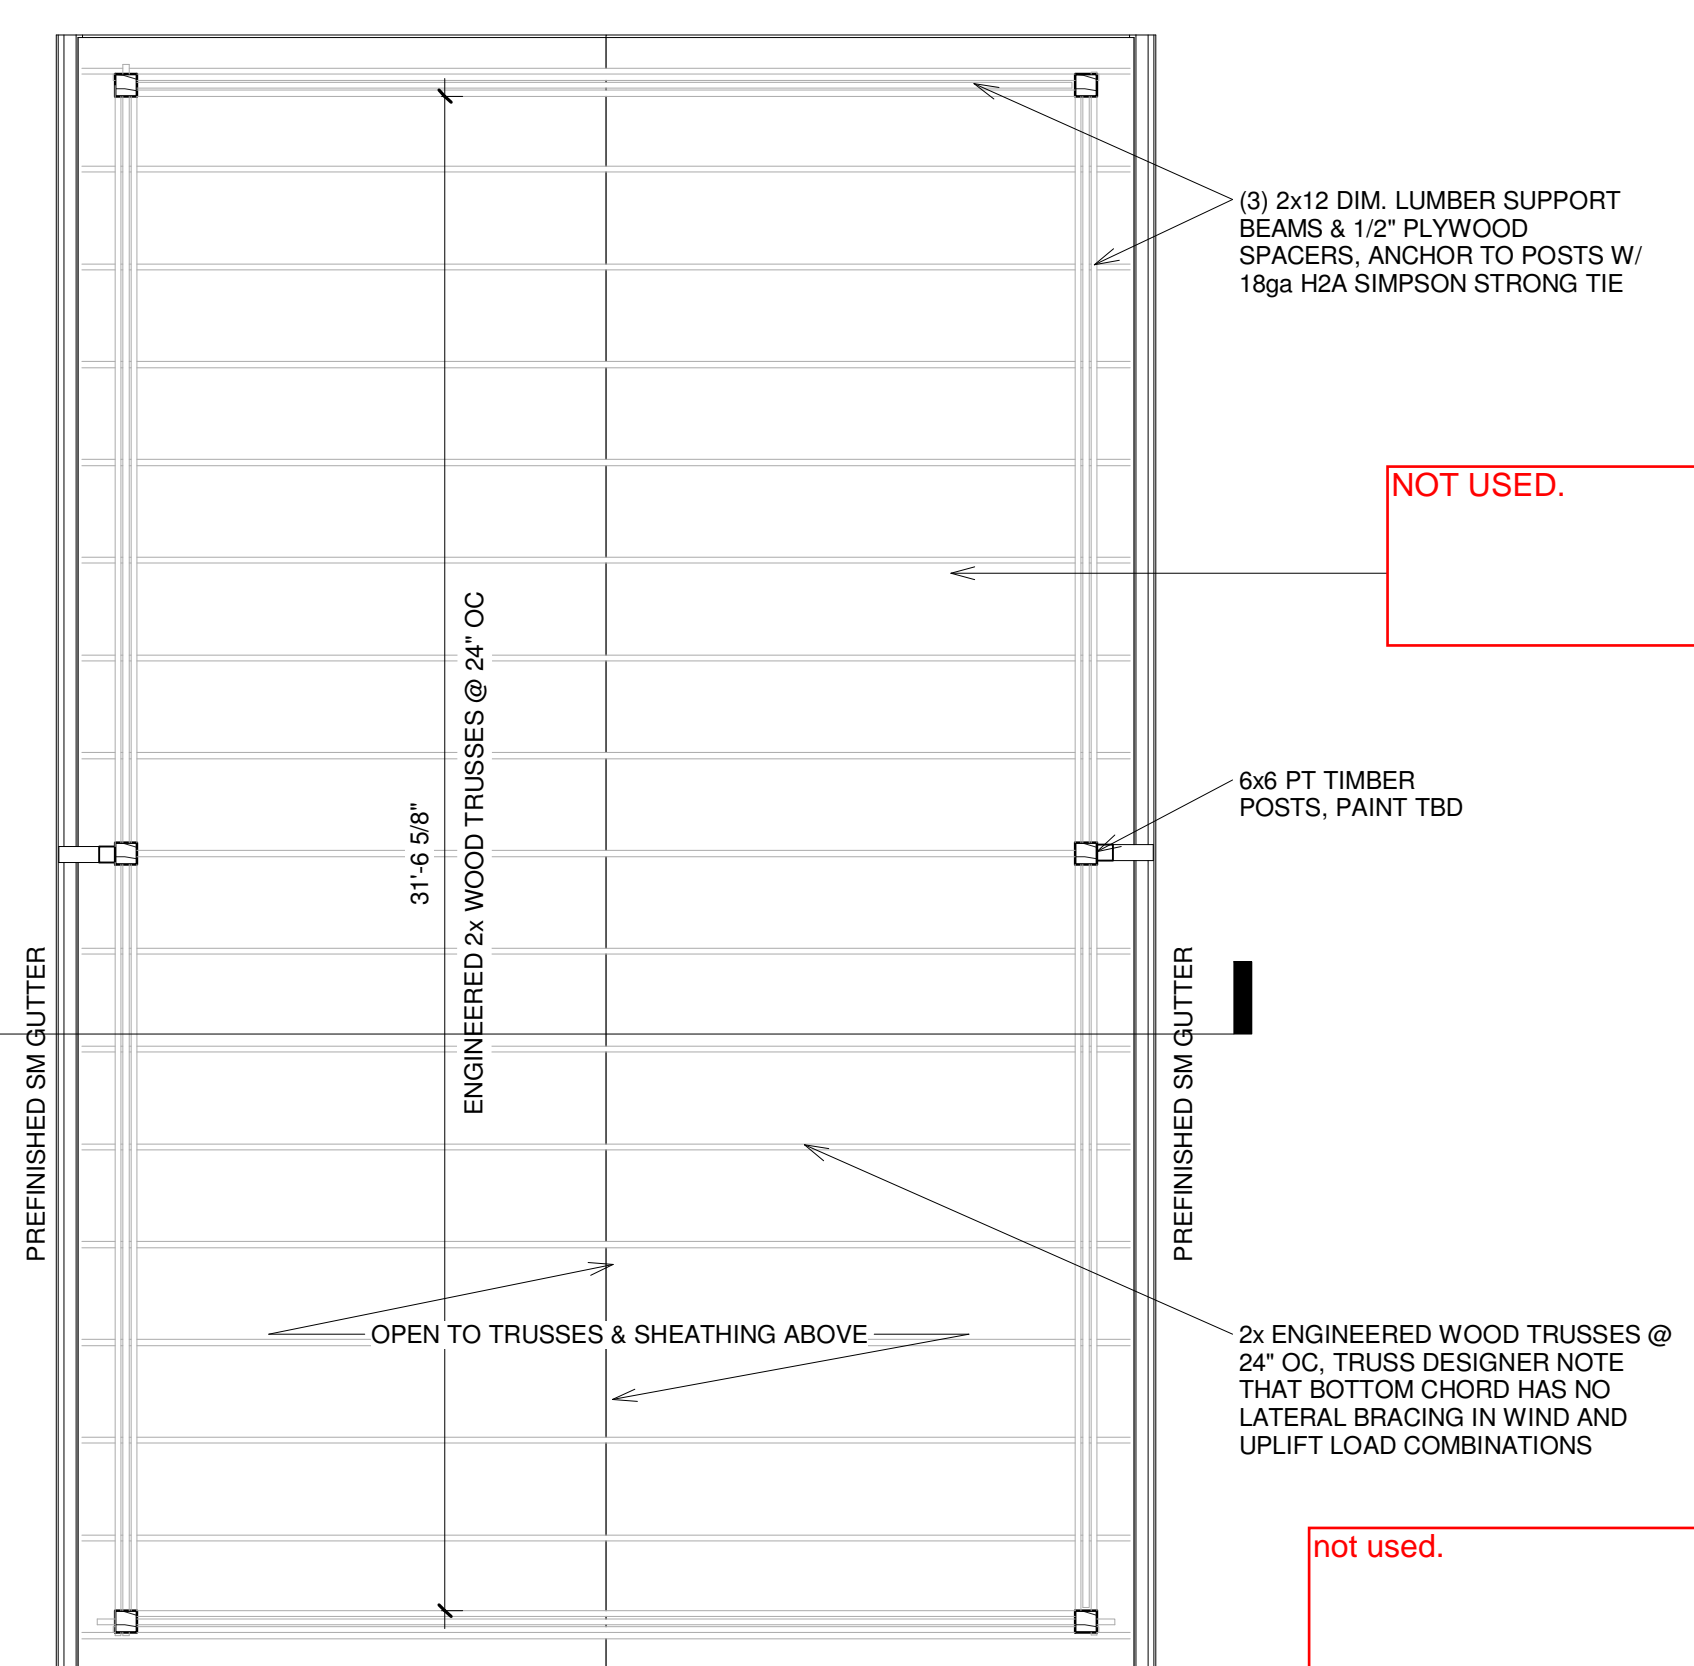 (3) 2x12 DIM. LUMBER SUPPORT
BEAMS & 1/2" PLYWOOD
SPACERS, ANCHOR TO POSTS W/
18ga H2A SIMPSON STRONG TIE
NOT USED.
ENGINEERED 2x WOOD TRUSSES @ 24" OC
31'-6 5/8"
6x6 PT TIMBER
POSTS, PAINT TBD
PREFINISHED SM GUTTER
PREFINISHED SM GUTTER
OPEN TO TRUSSES & SHEATHING ABOVE
2x ENGINEERED WOOD TRUSSES @
24" OC, TRUSS DESIGNER NOTE
THAT BOTTOM CHORD HAS NO
LATERAL BRACING IN WIND AND
UPLIFT LOAD COMBINATIONS
not used.